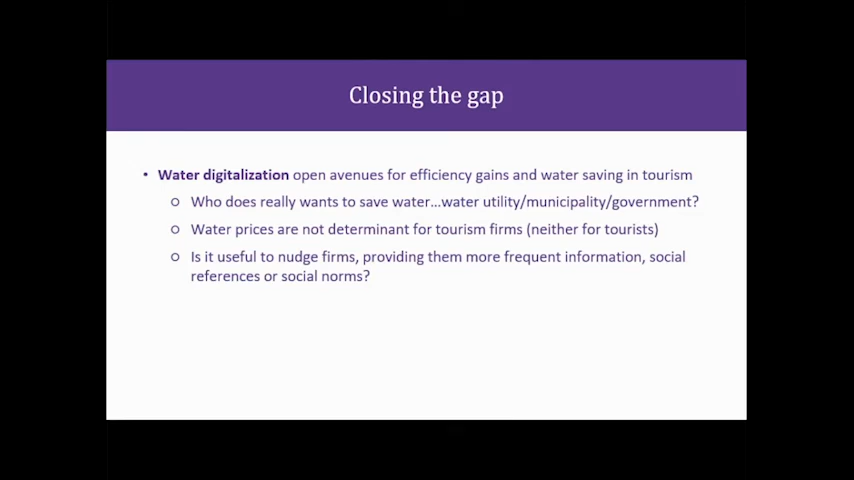 Closing the gap
• Water digitalization open avenues for efficiency gains and water saving in tourism
○ Who does really wants to save water...water utility/municipality/government?
○ Water prices are not determinant for tourism firms (neither for tourists)
○ Is it useful to nudge firms, providing them more frequent information, social
references or social norms?